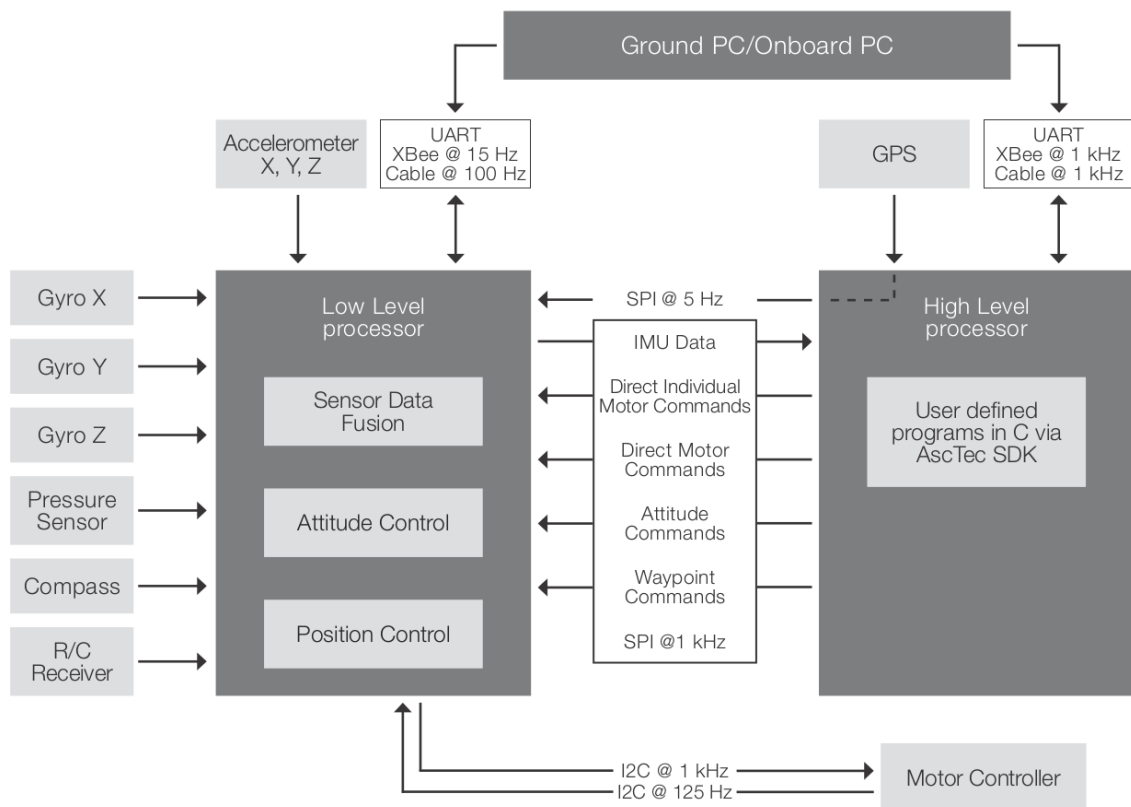 Ground PC/Onboard PC
Accelerometer
X, Y, Z
UART
XBee @ 15 Hz
Cable @ 100 Hz
GPS
UART
XBee @ 1 kHz
Cable @ 1 kHz
Gyro X
Gyro Y
Gyro Z
Pressure
Sensor
Compass
R/C
Receiver
Low Level
processor
Sensor Data
Fusion
Attitude Control
Position Control
SPI @ 5 Hz
IMU Data
Direct Individual
Motor Commands
Direct Motor
Commands
Attitude
Commands
Waypoint
Commands
SPI @1 kHz
High Level
processor
User defined
programs in C via
AscTec SDK
I2C @ 1 kHz
I2C @ 125 Hz
Motor Controller